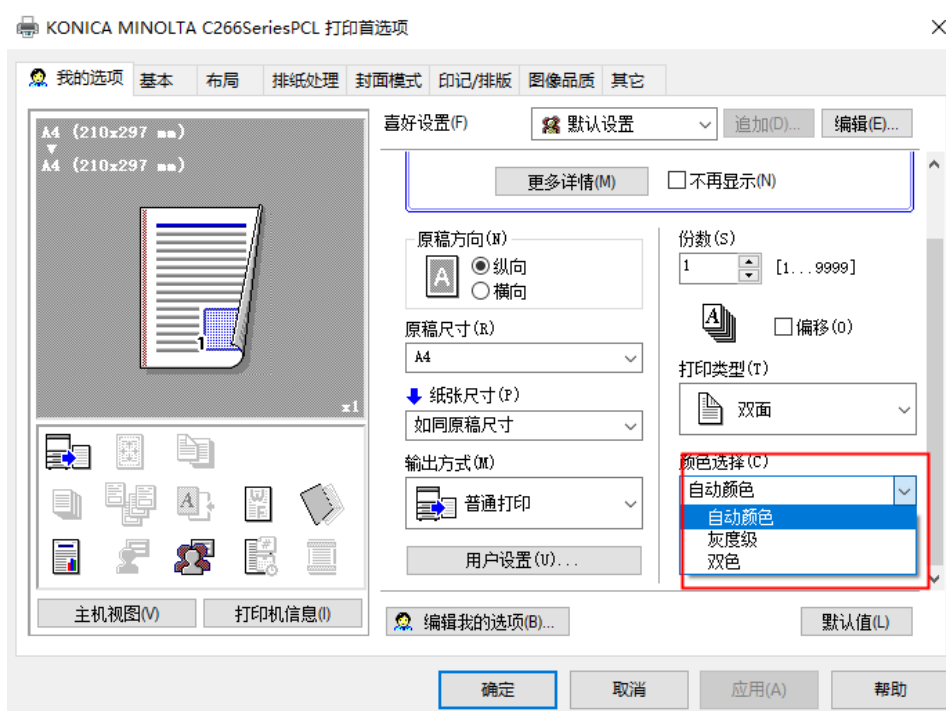 KONICA MINOLTA C266SeriesPCL 打印首选项
我的选项 基本 布局 排纸处理 封面模式 印记/排版 图像品质 其它
A4 (210x297 mm)
A4 (210x297 mm)
1
x1
主机视图(V) 打印机信息(I)
喜好设置(F) 默认设置 追加(D)... 编辑(E)...
更多详情(M) 不再显示(N)
原稿方向(N)
A
纵向
横向
原稿尺寸(R)
A4
纸张尺寸(P)
如同原稿尺寸
输出方式(M)
普通打印
用户设置(U)...
份数(S)
1 [1...9999]
A 偏移(O)
打印类型(T)
双面
颜色选择(C)
自动颜色
自动颜色
灰度级
双色
编辑我的选项(B)... 默认值(L)
确定 取消 应用(A) 帮助